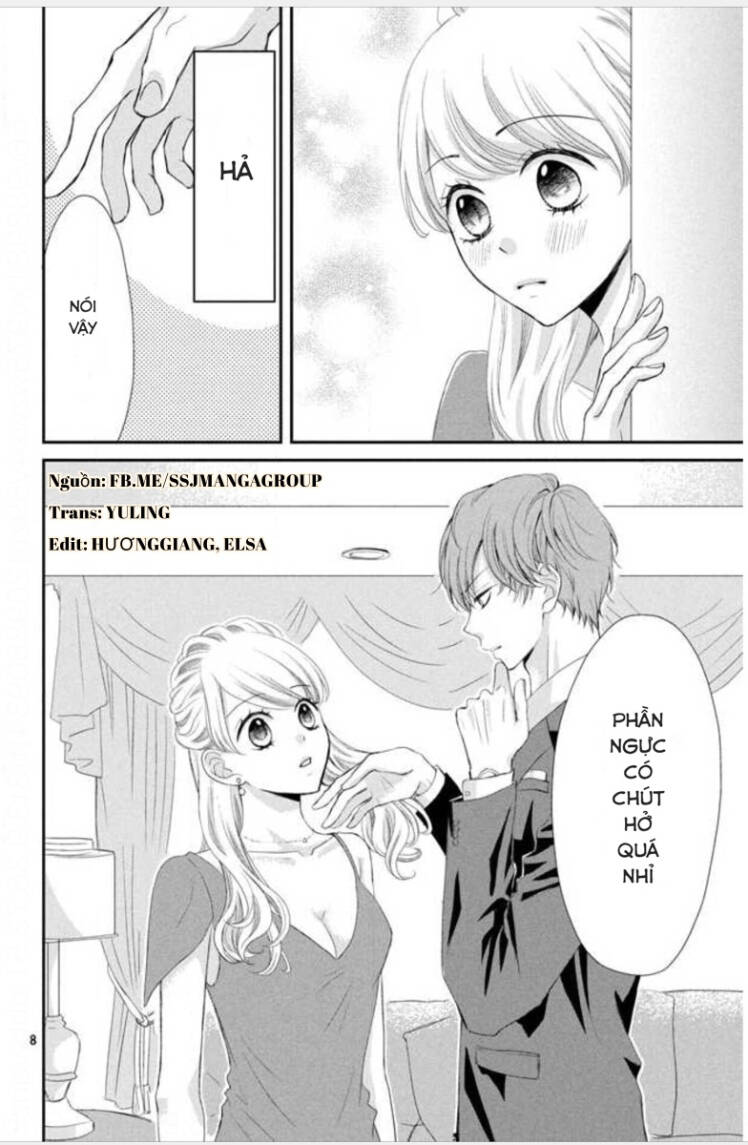 HẢ
NÓI
VẬY
Nguồn: FB.ME/SSJMANGAGROUP
Trans: YULING
Edit: HƯƠNGGIANG, ELSA
PHẦN
NGỰC
CÓ
CHÚT
HỞ
QUÁ
NHỈ
8